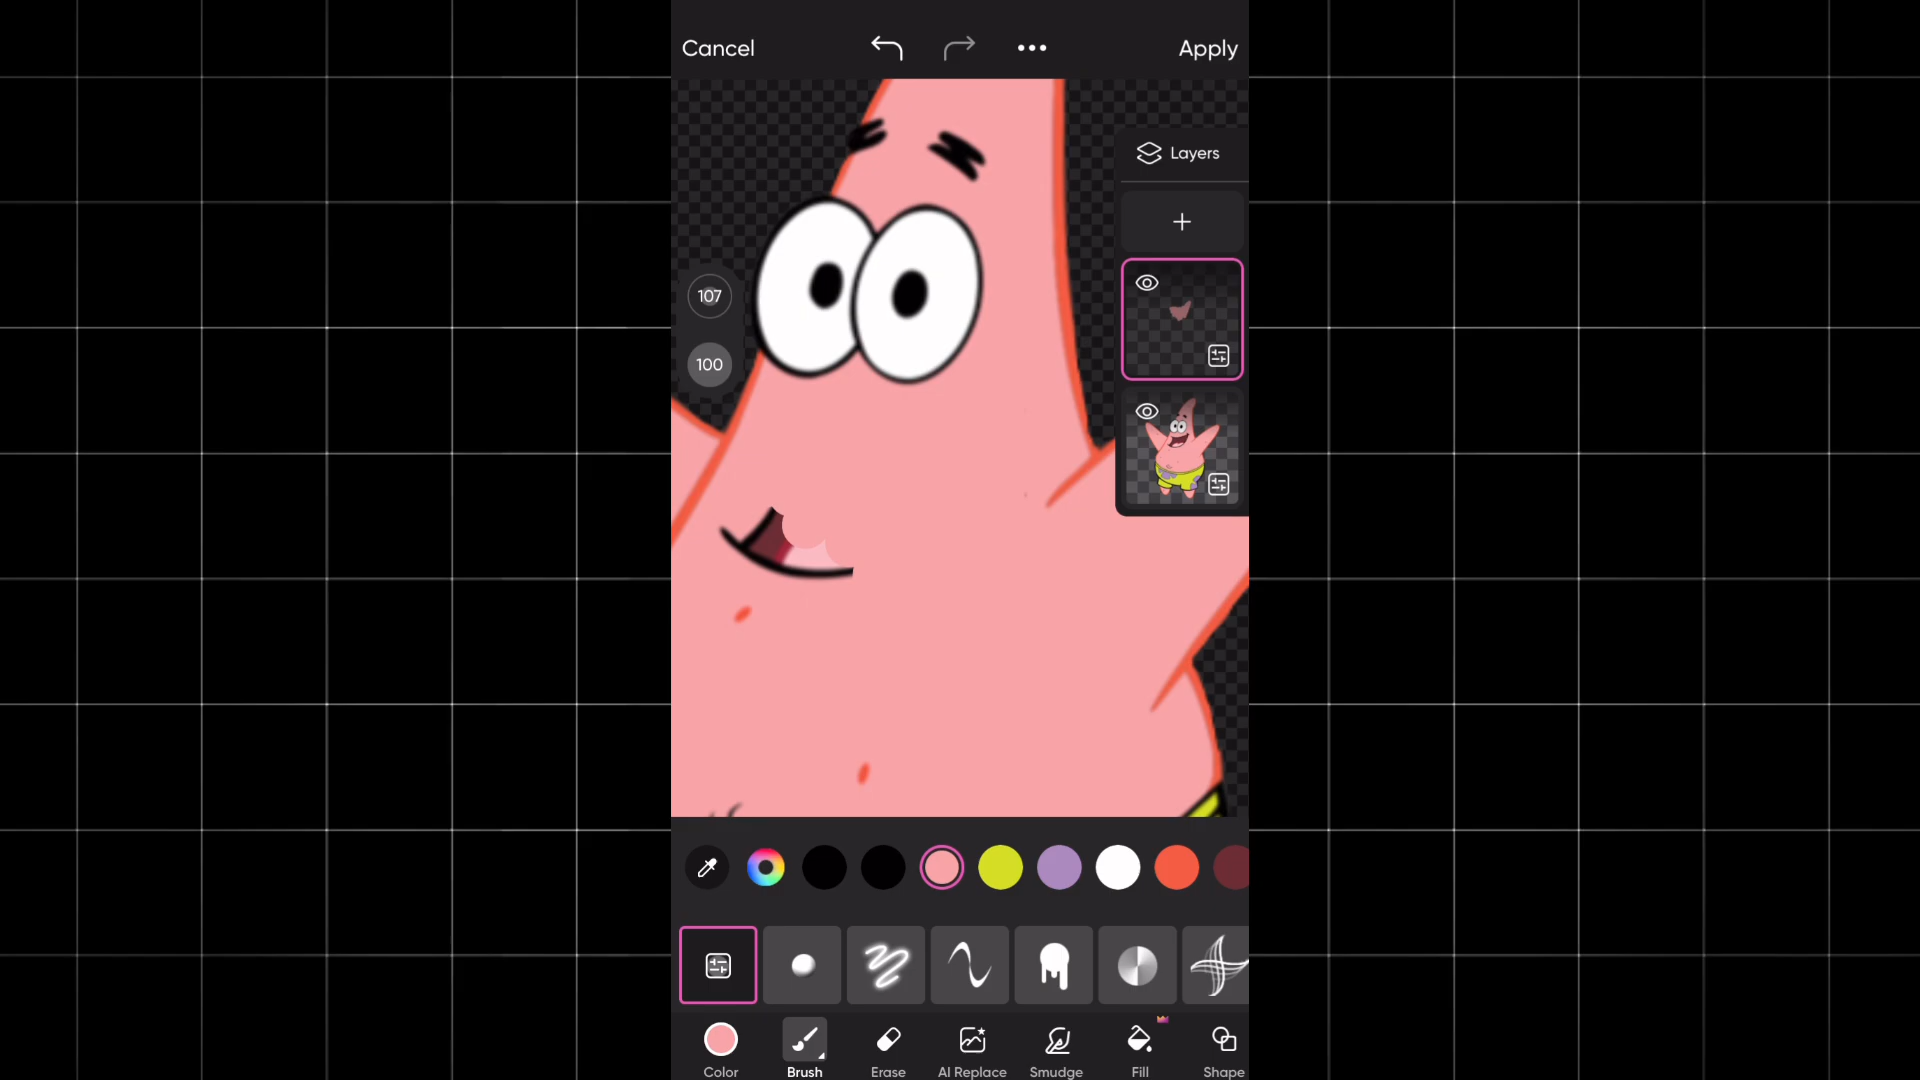 Cancel
Apply
Layers
107
100
Color
Brush
Erase
AI Replace
Smudge
Fill
Shape